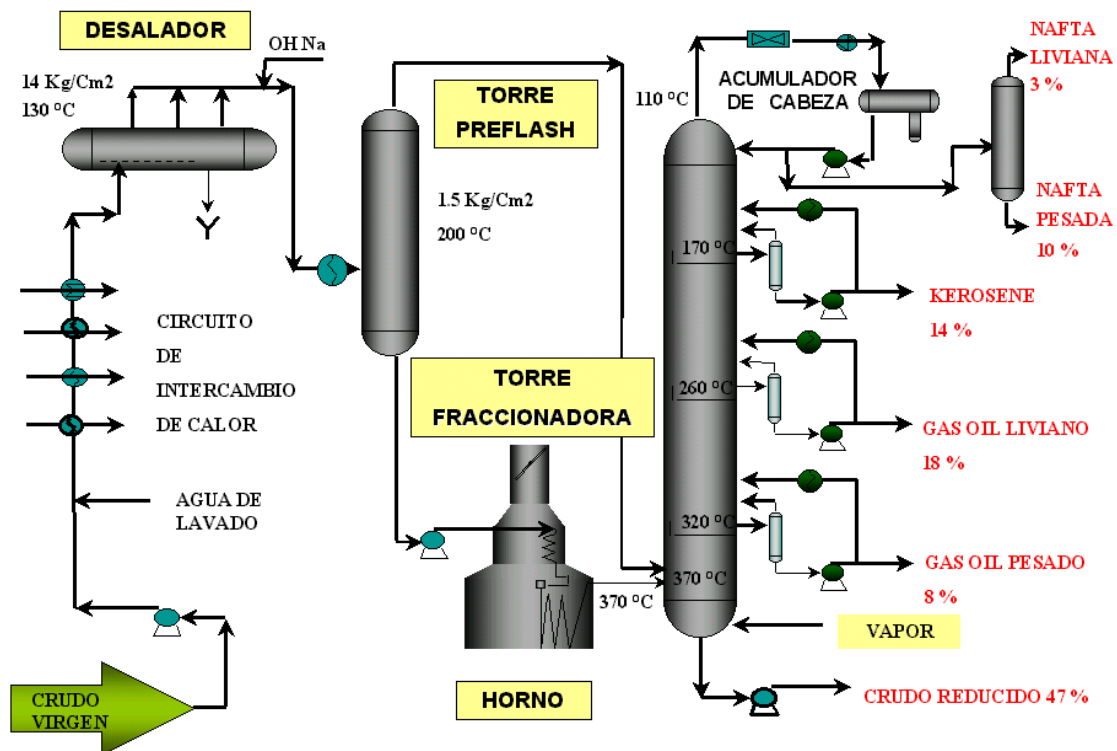 DESALADOR
OH Na
14 Kg/Cm2
130 °C
TORRE
PREFLASH
1.5 Kg/Cm2
200 °C
110 °C
ACUMULADOR
DE CABEZA
NAFTA
LIVIANA
3 %
NAFTA
PESADA
10 %
170 °C
KEROSENE
14 %
CIRCUITO
DE
INTERCAMBIO
DE CALOR
TORRE
FRACCIONADORA
260 °C
GAS OIL LIVIANO
18 %
AGUA DE
LAVADO
320 °C
GAS OIL PESADO
8 %
370 °C
370 °C
VAPOR
HORNO
CRUDO
VIRGEN
CRUDO REDUCIDO 47 %